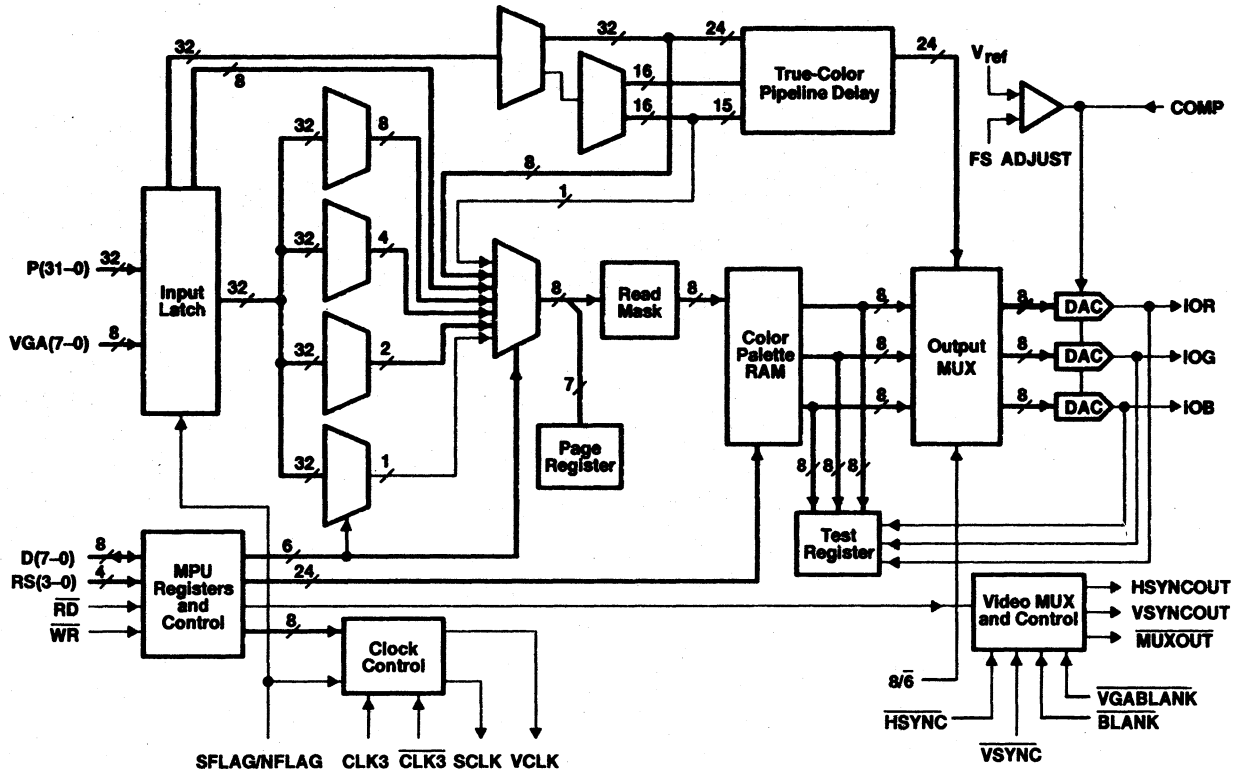 32
8
32
8
32
4
32
2
32
1
32
24
16
16
15
8
1
True-Color
Pipeline Delay
24
Vref
FS ADJUST
COMP
P(31–0)
32
VGA(7–0)
8
Input
Latch
32
8
7
Page
Register
Read
Mask
8
Color
Palette
RAM
8
8
8
Output
MUX
8
8
8
DAC
DAC
DAC
IOR
IOG
IOB
8
8
8
Test
Register
D(7–0)
8
RS(3–0)
4
RD
WR
MPU
Registers
and
Control
6
24
8
Clock
Control
SFLAG/NFLAG
CLK3
CLK3
SCLK
VCLK
8/6
Video MUX
and Control
HSYNCOUT
VSYNCOUT
MUXOUT
HSYNC
VSYNC
BLANK
VGABLANK